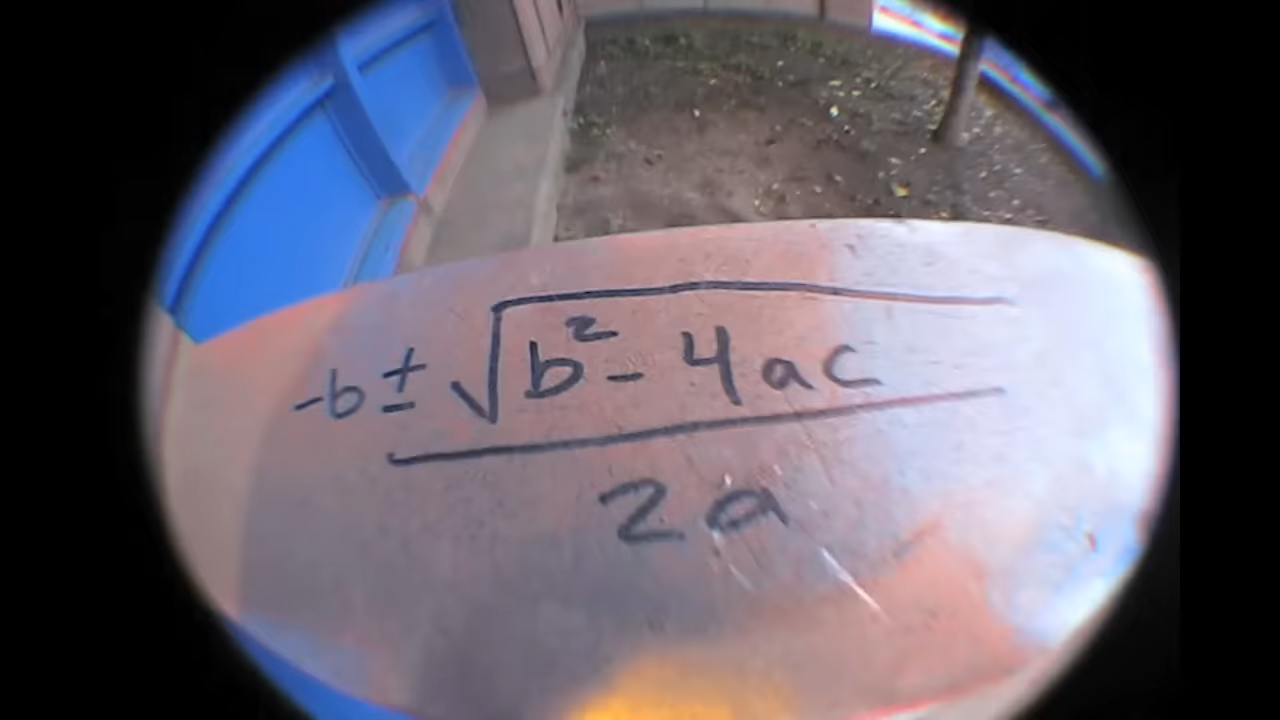 -b ± √b² - 4ac
2a